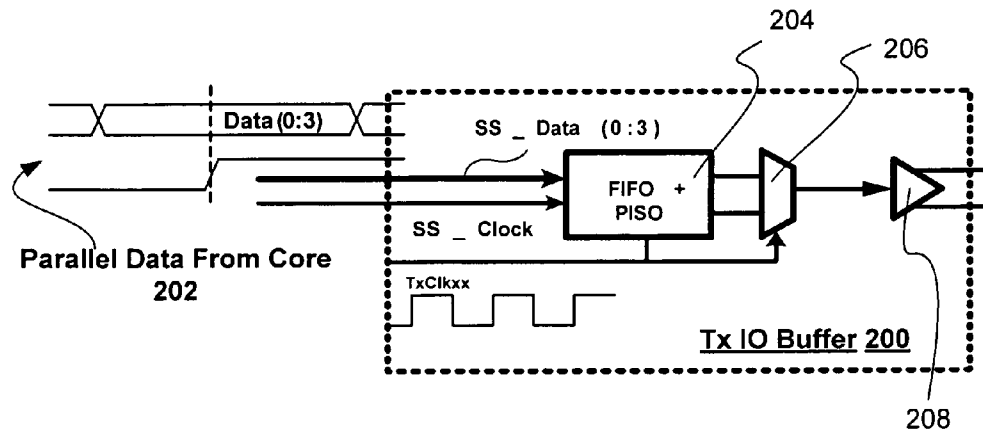 204
206
Data (0:3)
SS _ Data (0:3)
FIFO +
PISO
SS _ Clock
Parallel Data From Core
202
TxClkxx
Tx IO Buffer 200
208